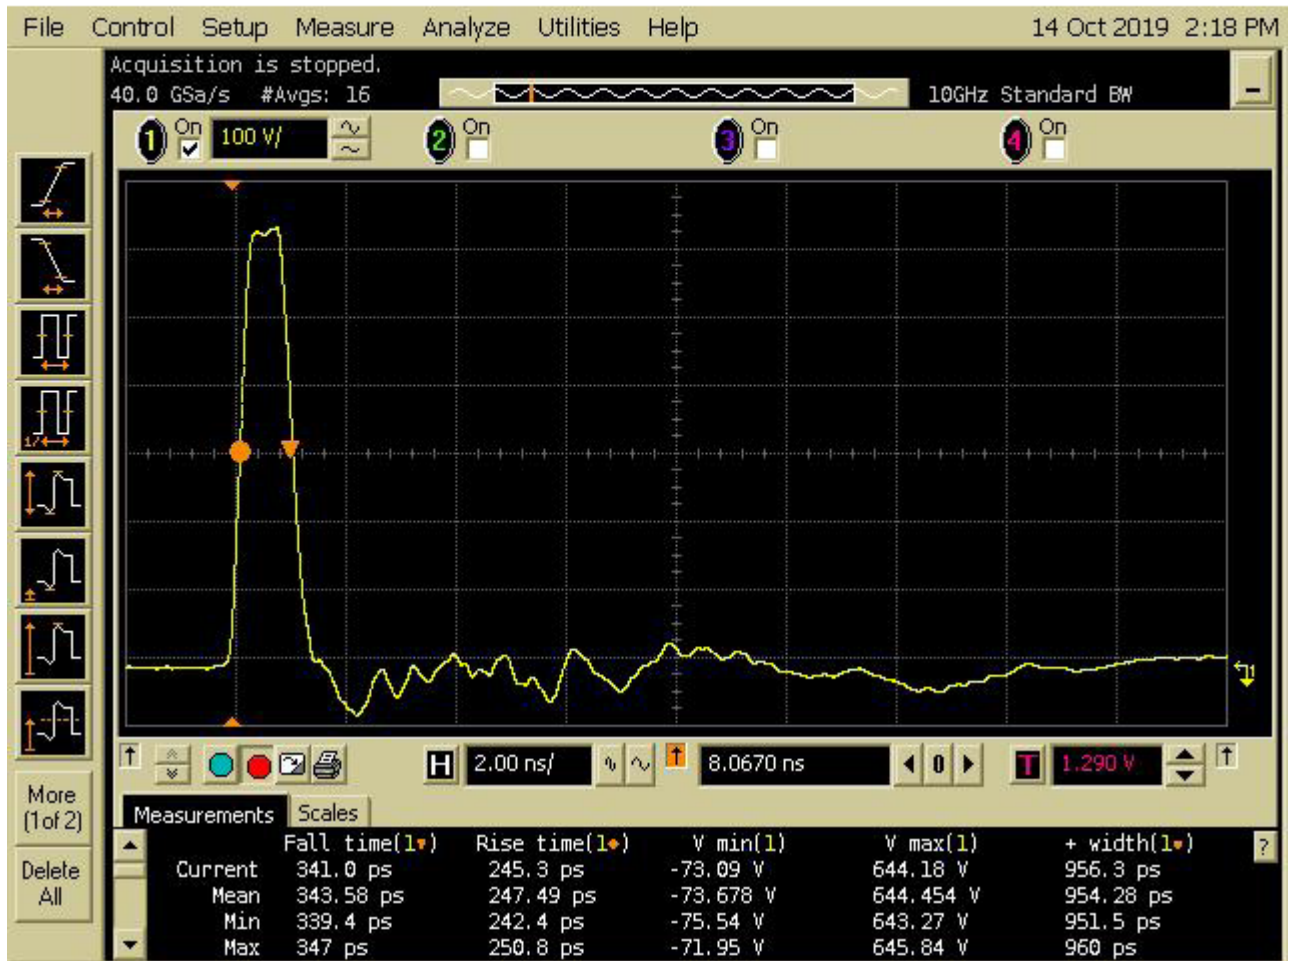 File Control Setup Measure Analyze Utilities Help 14 Oct 2019 2:18 PM
Acquisition is stopped.
40.0 GSa/s #Avgs: 16 10GHz Standard BW
1 On 100 V/ 2 On 3 On 4 On
1/
1
H 2.00 ns/ 8.0670 ns 0 T 1.290 V
More
(1of 2)
Delete
All
Measurements Scales
Fall time(1▼) Rise time(1●) V min(1) V max(1) + width(1▼) ?
Current 341.0 ps 245.3 ps -73.09 V 644.18 V 956.3 ps
Mean 343.58 ps 247.49 ps -73.678 V 644.454 V 954.28 ps
Min 339.4 ps 242.4 ps -75.54 V 643.27 V 951.5 ps
Max 347 ps 250.8 ps -71.95 V 645.84 V 960 ps